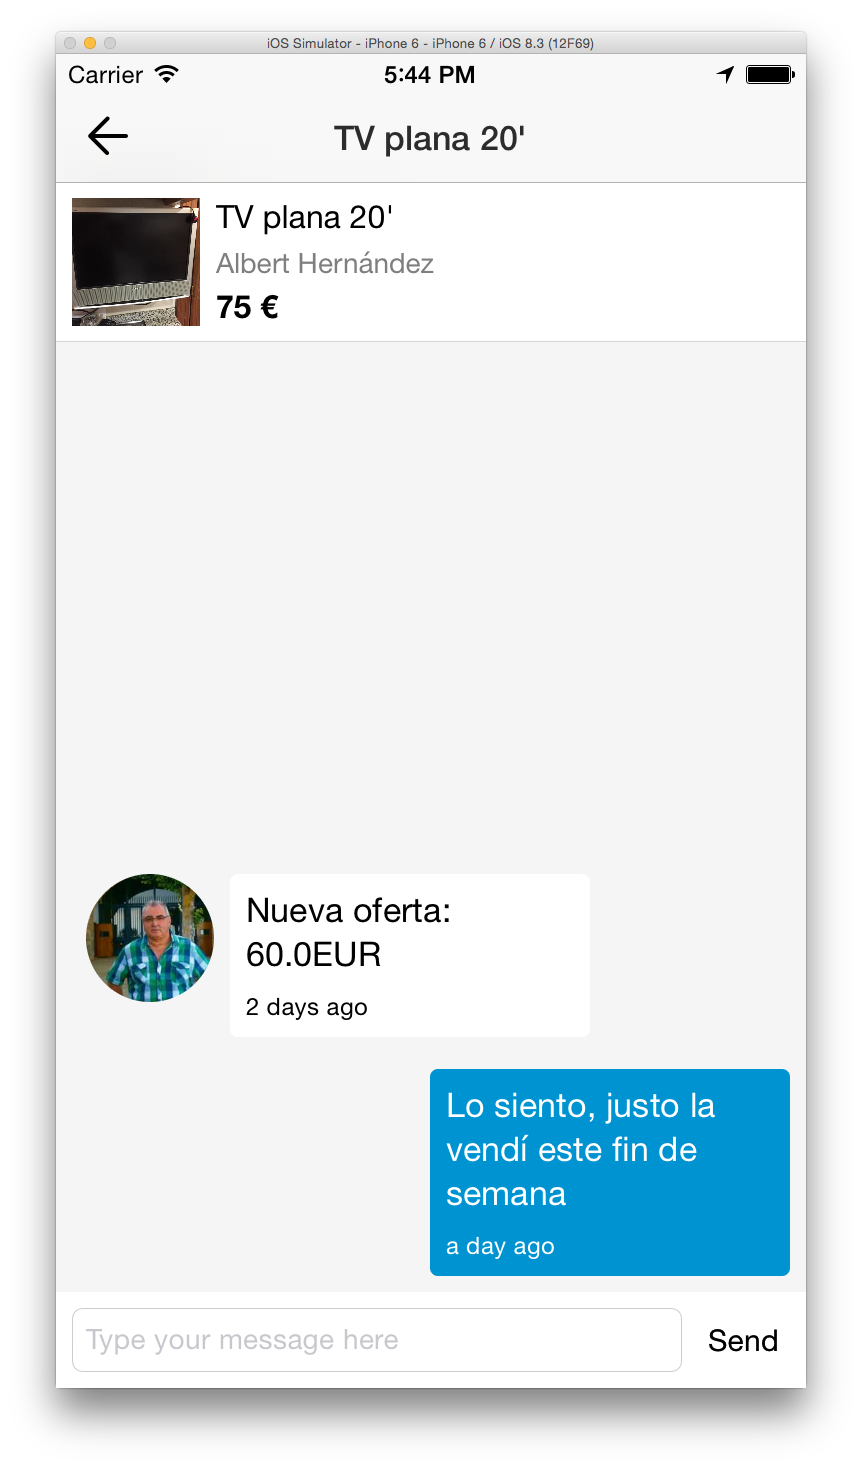 iOS Simulator - iPhone 6 - iPhone 6 / iOS 8.3 (12F69)
Carrier 5:44 PM
TV plana 20'
TV plana 20'
Albert Hernández
75 €
Nueva oferta:
60.0EUR
2 days ago
Lo siento, justo la
vendí este fin de
semana
a day ago
Type your message here Send